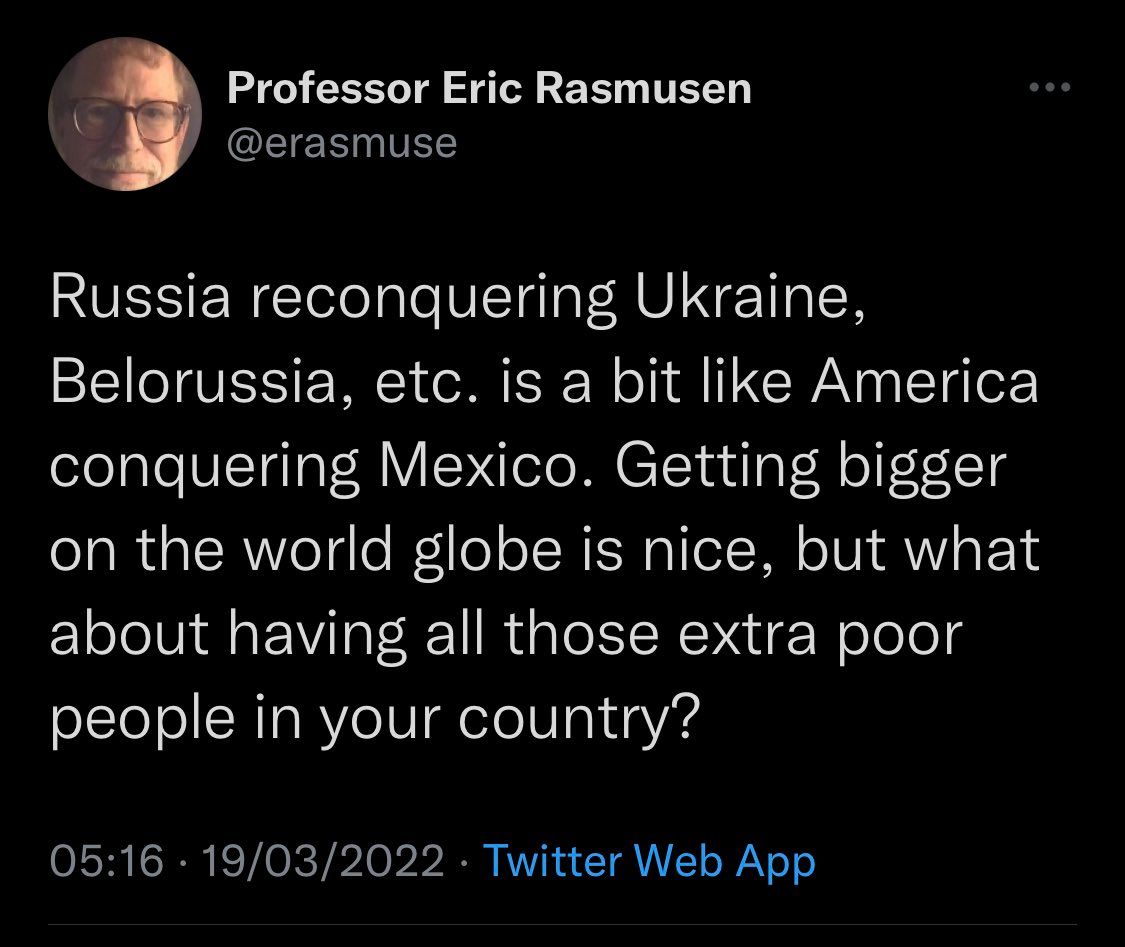 Professor Eric Rasmusen
@erasmuse
Russia reconquering Ukraine,
Belorussia, etc. is a bit like America
conquering Mexico. Getting bigger
on the world globe is nice, but what
about having all those extra poor
people in your country?
05:16 · 19/03/2022 · Twitter Web App